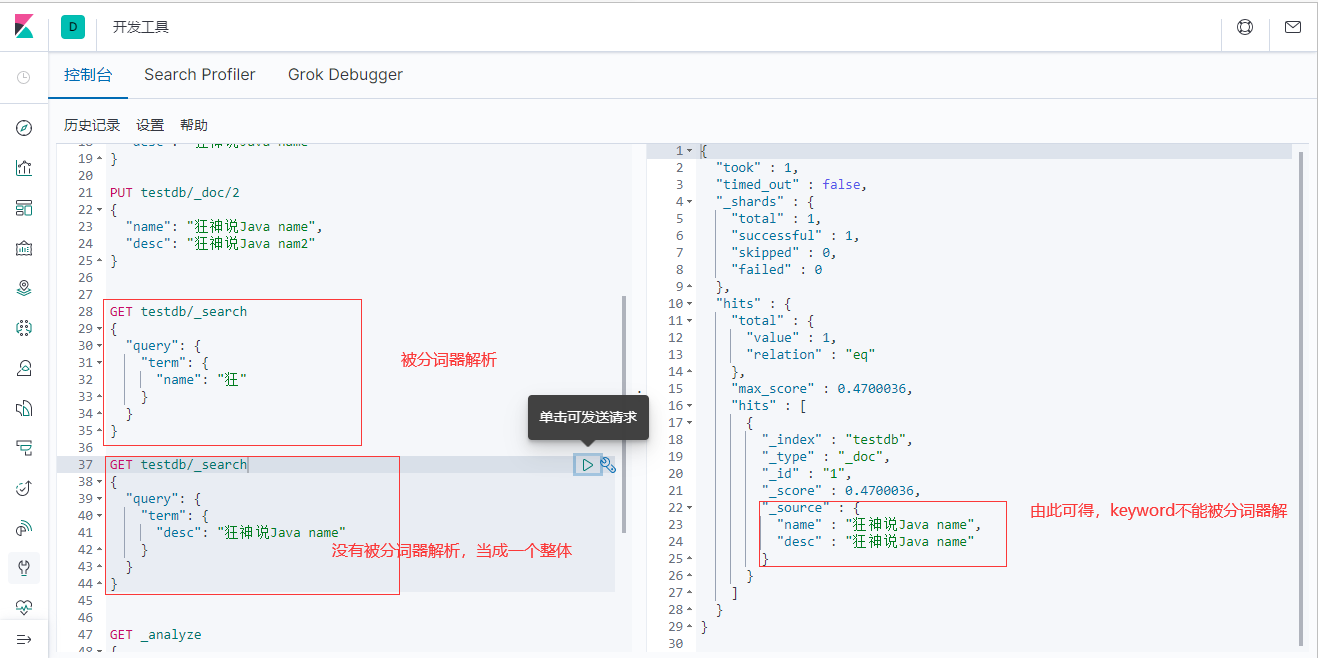 D 开发工具
控制台 Search Profiler Grok Debugger
历史记录 设置 帮助
"desc": "狂神说Java name"
19 }
20
21 PUT testdb/_doc/2
22 {
23 "name": "狂神说Java name",
24 "desc": "狂神说Java nam2"
25 }
26
27
28 GET testdb/_search
29 {
30 "query": {
31 "term": {
32 "name": "狂"
33 }
34 }
35 }
36
37 GET testdb/_search
38 {
39 "query": {
40 "term": {
41 "desc": "狂神说Java name"
42 }
43 }
44 }
45
46
47 GET _analyze
48 {
被分词器解析
单击可发送请求
没有被分词器解析，当成一个整体
1 {
2 "took" : 1,
3 "timed_out" : false,
4 "_shards" : {
5 "total" : 1,
6 "successful" : 1,
7 "skipped" : 0,
8 "failed" : 0
9 },
10 "hits" : {
11 "total" : {
12 "value" : 1,
13 "relation" : "eq"
14 },
15 "max_score" : 0.4700036,
16 "hits" : [
17 {
18 "_index" : "testdb",
19 "_type" : "_doc",
20 "_id" : "1",
21 "_score" : 0.4700036,
22 "_source" : {
23 "name" : "狂神说Java name",
24 "desc" : "狂神说Java name"
25 }
26 }
27 ]
28 }
29 }
30
由此可得，keyword不能被分词器解